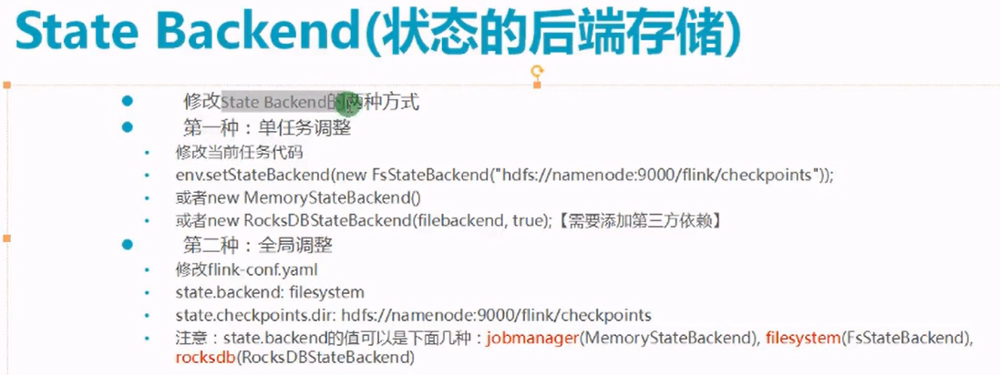 State Backend(状态的后端存储)
修改State Backend的两种方式
第一种：单任务调整
修改当前任务代码
env.setStateBackend(new FsStateBackend("hdfs://namenode:9000/flink/checkpoints"));
或者new MemoryStateBackend()
或者new RocksDBStateBackend(filebackend, true);【需要添加第三方依赖】
第二种：全局调整
修改flink-conf.yaml
state.backend: filesystem
state.checkpoints.dir: hdfs://namenode:9000/flink/checkpoints
注意：state.backend的值可以是下面几种：jobmanager(MemoryStateBackend), filesystem(FsStateBackend),
rocksdb(RocksDBStateBackend)